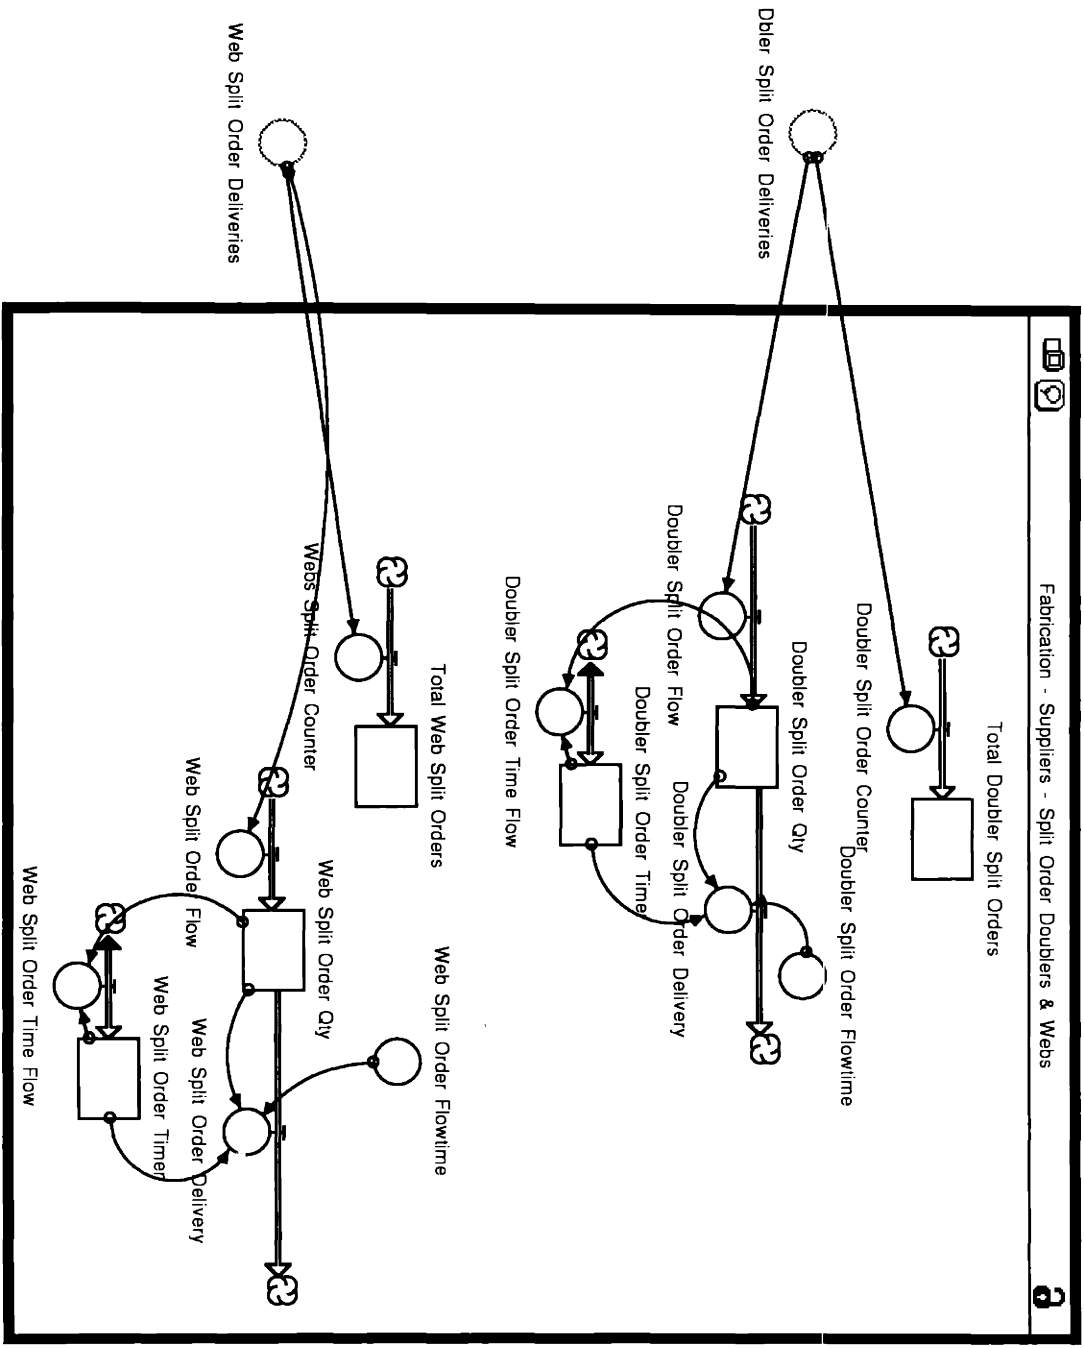 Fabrication - Suppliers - Split Order Doublers & Webs
Total Doubler Split Orders
Doubler Split Order Counter
Doubler Split Order Flowtime
Dbler Split Order Deliveries
Doubler Split Order Qty
Doubler Split Order Flow
Doubler Split Order Delivery
Doubler Split Order Timer
Doubler Split Order Time Flow
Total Web Split Orders
Web Split Order Flowtime
Webs Split Order Counter
Web Split Order Qty
Web Split Order Deliveries
Web Split Order Flow
Web Split Order Delivery
Web Split Order Timer
Web Split Order Time Flow